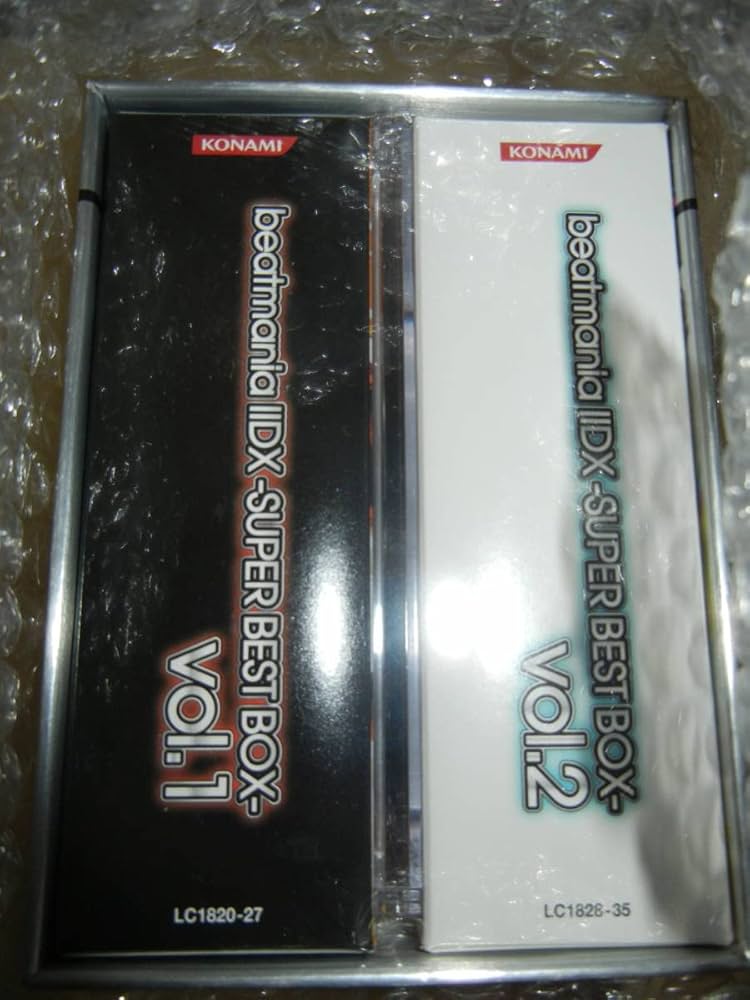 KONAMI
beatmania IIDX -SUPER BEST BOX-
vol.1
LC1820-27
KONAMI
beatmania IIDX -SUPER BEST BOX-
vol.2
LC1828-35